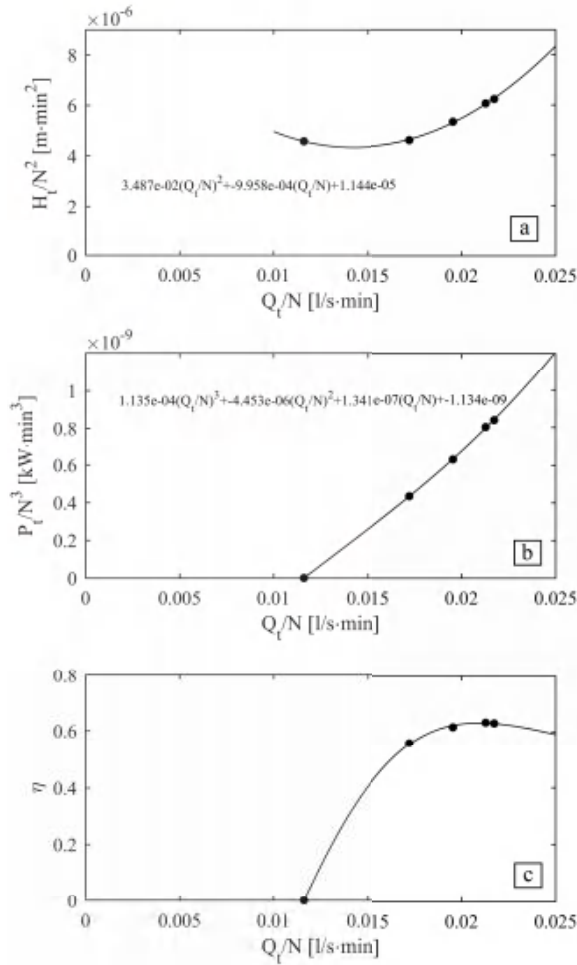 ×10⁻⁶
8
6
4
2
0
H_t/N² [m·min²]
3.487e-02(Q_t/N)²+-9.958e-04(Q_t/N)+1.144e-05
a
0 0.005 0.01 0.015 0.02 0.025
Q_t/N [l/s·min]
×10⁻⁹
1
0.8
0.6
0.4
0.2
0
P_t/N³ [kW·min³]
1.135e-04(Q_t/N)³+-4.453e-06(Q_t/N)²+1.341e-07(Q_t/N)+-1.134e-09
b
0 0.005 0.01 0.015 0.02 0.025
Q_t/N [l/s·min]
0.8
0.6
0.4
0.2
0
η
c
0 0.005 0.01 0.015 0.02 0.025
Q_t/N [l/s·min]